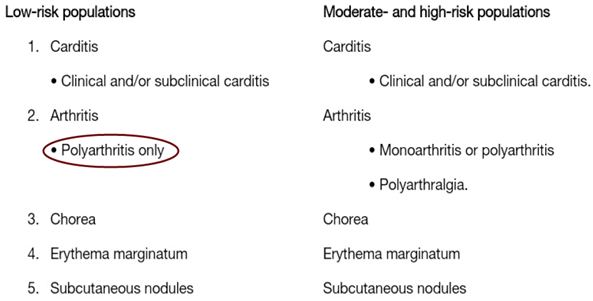 Low-risk populations Moderate- and high-risk populations
1. Carditis Carditis
• Clinical and/or subclinical carditis • Clinical and/or subclinical carditis.
2. Arthritis Arthritis
• Polyarthritis only • Monoarthritis or polyarthritis
• Polyarthralgia.
3. Chorea Chorea
4. Erythema marginatum Erythema marginatum
5. Subcutaneous nodules Subcutaneous nodules